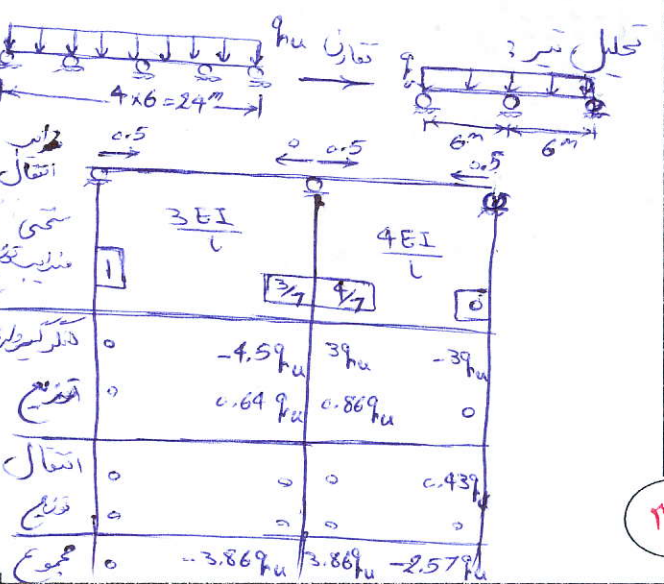 تحلیل تیر :
qu تقارن
4×6=24m
q
6m 6m
ضرایب انتقال
0.5 0 0.5 0.5
سختی
3EI/l 4EI/l
1 3/7 4/7 0
0 -4.5qu 3qu -3qu
توزیع 0 0.64qu 0.86qu 0
انتقال 0 0 0 0.43qu
توزیع 0 0 0 0
مجموع 0 -3.86qu 3.86qu -2.57qu